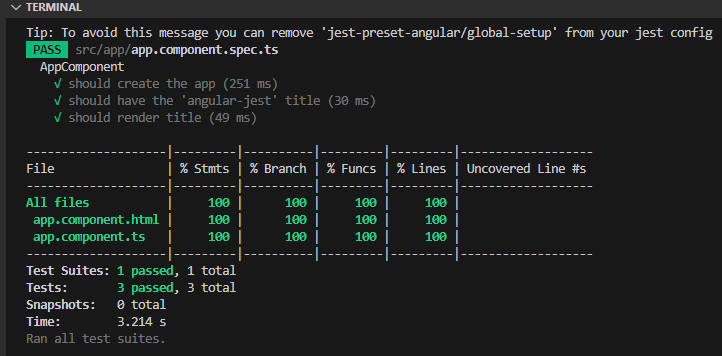 TERMINAL
Tip: To avoid this message you can remove 'jest-preset-angular/global-setup' from your jest config
PASS src/app/app.component.spec.ts
AppComponent
√ should create the app (251 ms)
√ should have the 'angular-jest' title (30 ms)
√ should render title (49 ms)
--------------------|---------|----------|---------|---------|-------------------
File | % Stmts | % Branch | % Funcs | % Lines | Uncovered Line #s
--------------------|---------|----------|---------|---------|-------------------
All files | 100 | 100 | 100 | 100 |
app.component.html | 100 | 100 | 100 | 100 |
app.component.ts | 100 | 100 | 100 | 100 |
--------------------|---------|----------|---------|---------|-------------------
Test Suites: 1 passed, 1 total
Tests: 3 passed, 3 total
Snapshots: 0 total
Time: 3.214 s
Ran all test suites.